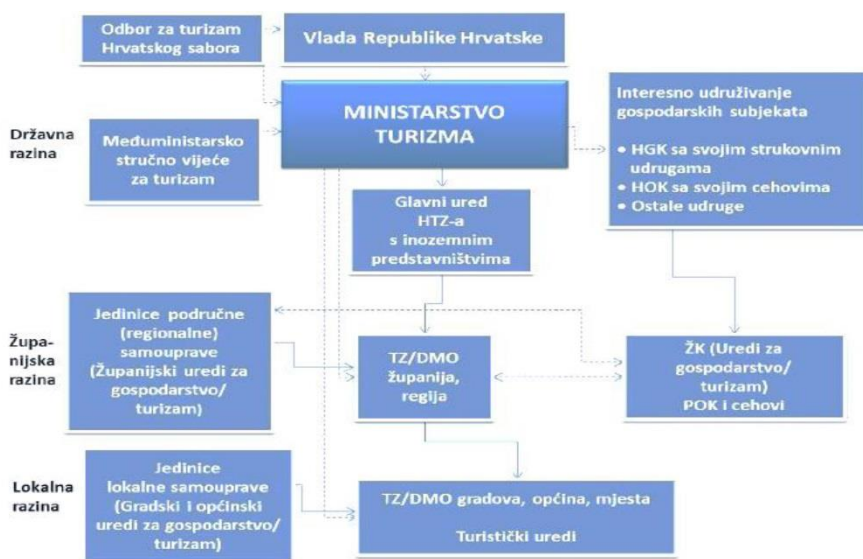 Odbor za turizam
Hrvatskog sabora
Vlada Republike Hrvatske
MINISTARSTVO
TURIZMA
Interesno udruživanje
gospodarskih subjekata
• HGK sa svojim strukovnim
udrugama
• HOK sa svojim cehovima
• Ostale udruge
Državna
razina
Međuministarsko
stručno vijeće
za turizam
Glavni ured
HTZ-a
s inozemnim
predstavništvima
Župa-
nijska
razina
Jedinice područne
(regionalne)
samouprave
(Županijski uredi za
gospodarstvo/
turizam)
TZ/DMO
županija,
regija
ŽK (Uredi za
gospodarstvo/
turizam)
POK i cehovi
Lokalna
razina
Jedinice
lokalne samouprave
(Gradski i općinski
uredi za gospodarstvo/
turizam)
TZ/DMO gradova, općina, mjesta
Turistički uredi